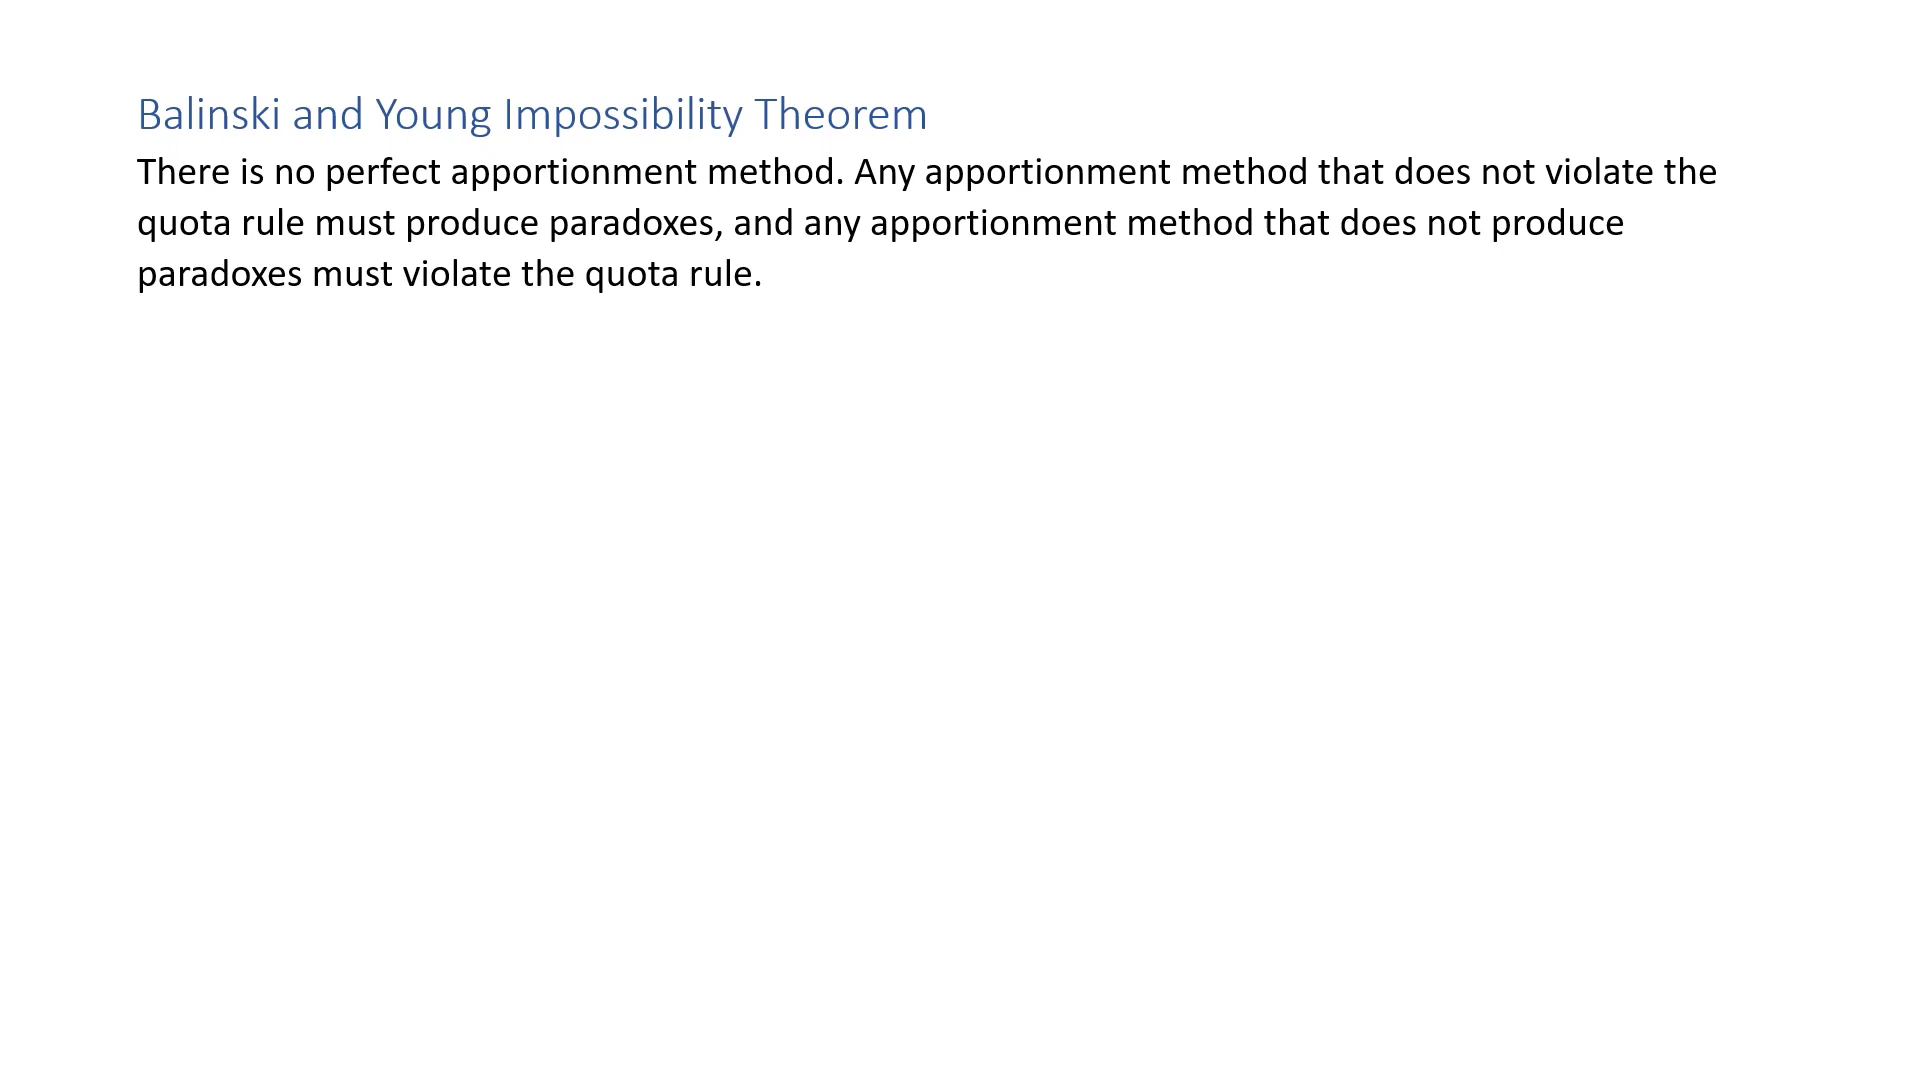 Balinski and Young Impossibility Theorem
There is no perfect apportionment method. Any apportionment method that does not violate the
quota rule must produce paradoxes, and any apportionment method that does not produce
paradoxes must violate the quota rule.